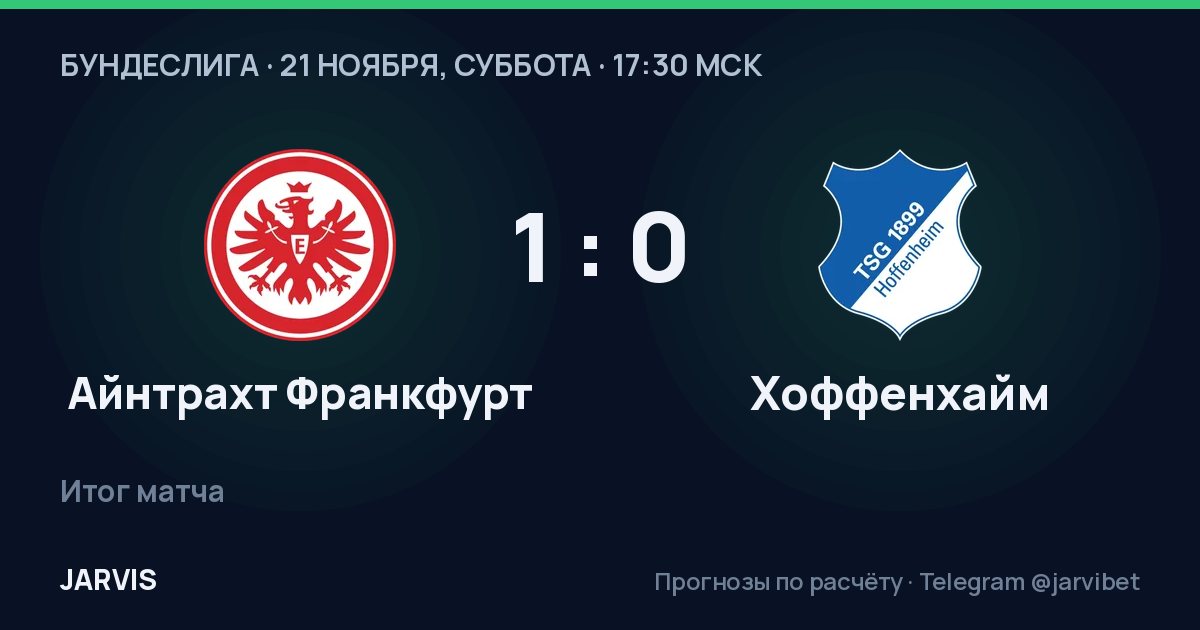 БУНДЕСЛИГА · 21 НОЯБРЯ, СУББОТА · 17:30 МСК
1 : 0
E
TSG 1899
Hoffenheim
Айнтрахт Франкфурт
Хоффенхайм
Итог матча
JARVIS
Прогнозы по расчёту · Telegram @jarvibet